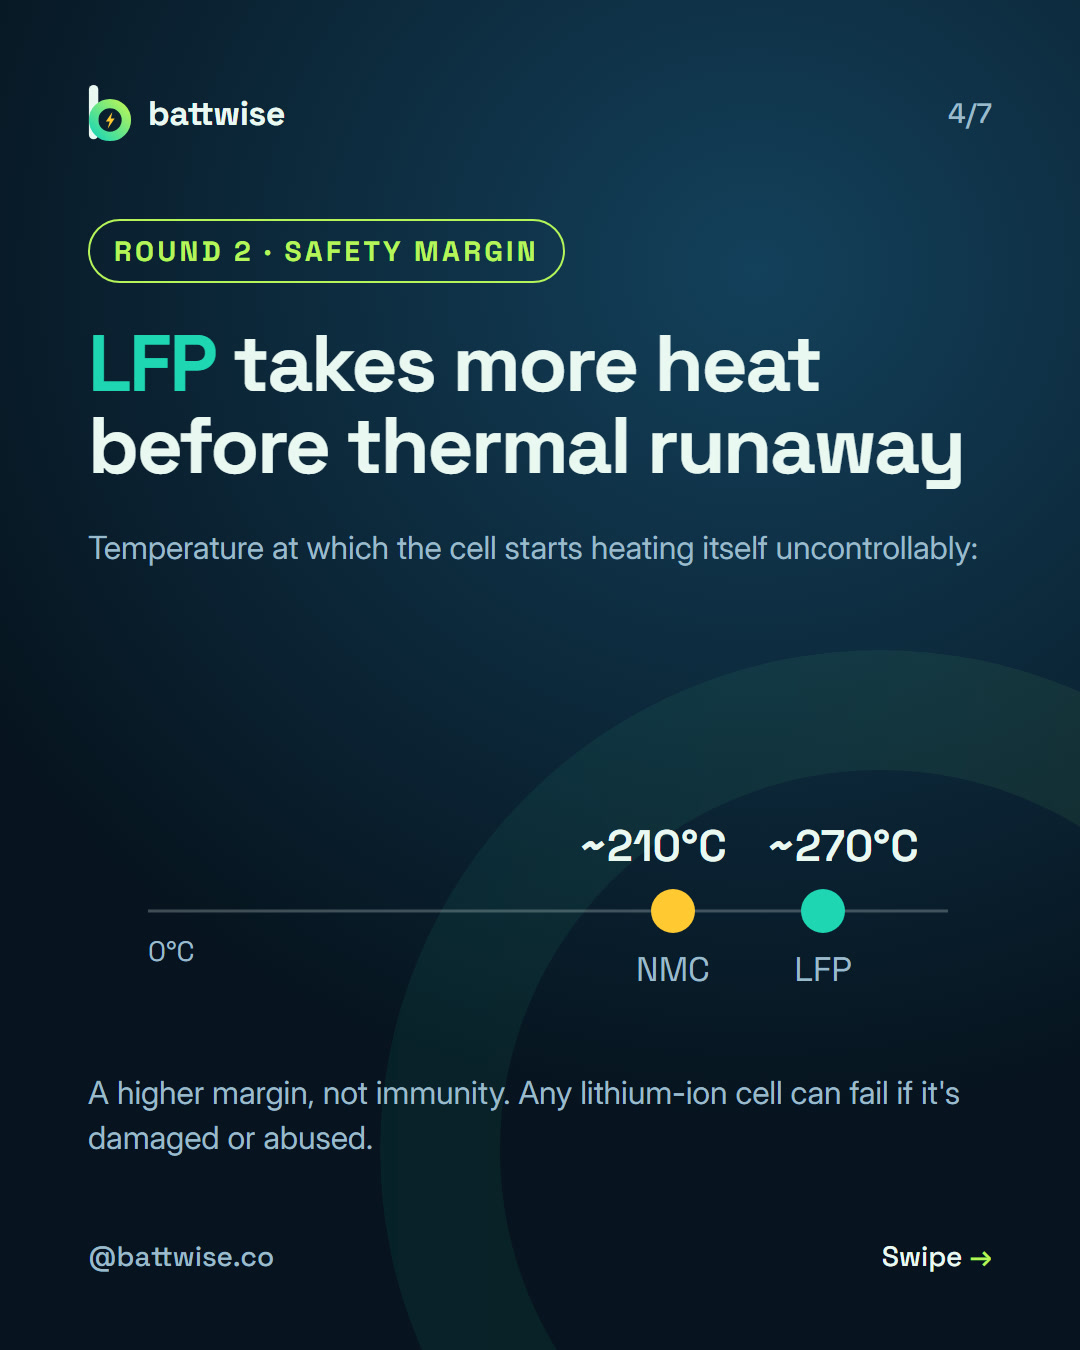 battwise
4/7
ROUND 2 · SAFETY MARGIN
LFP takes more heat
before thermal runaway
Temperature at which the cell starts heating itself uncontrollably:
~210°C ~270°C
0°C
NMC LFP
A higher margin, not immunity. Any lithium-ion cell can fail if it's
damaged or abused.
@battwise.co
Swipe →